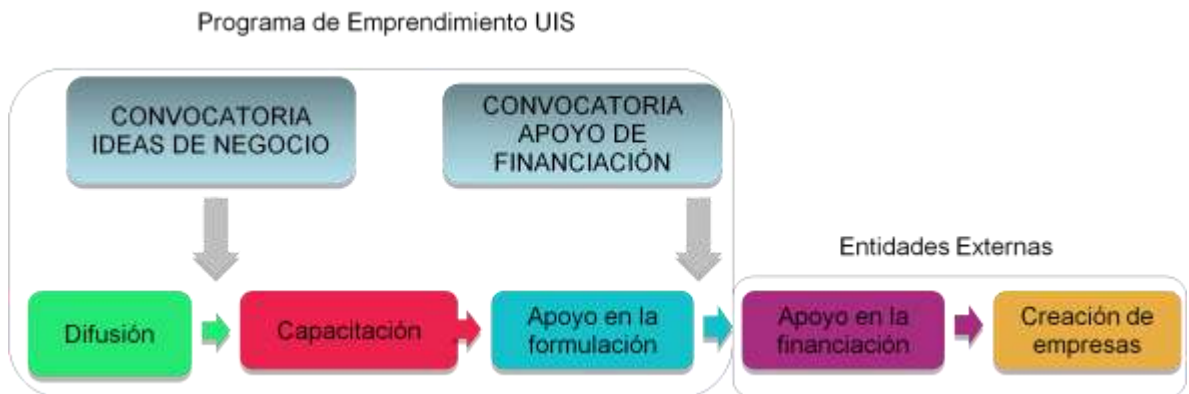 Programa de Emprendimiento UIS
CONVOCATORIA
IDEAS DE NEGOCIO
CONVOCATORIA
APOYO DE
FINANCIACIÓN
Entidades Externas
Difusión
Capacitación
Apoyo en la
formulación
Apoyo en la
financiación
Creación de
empresas